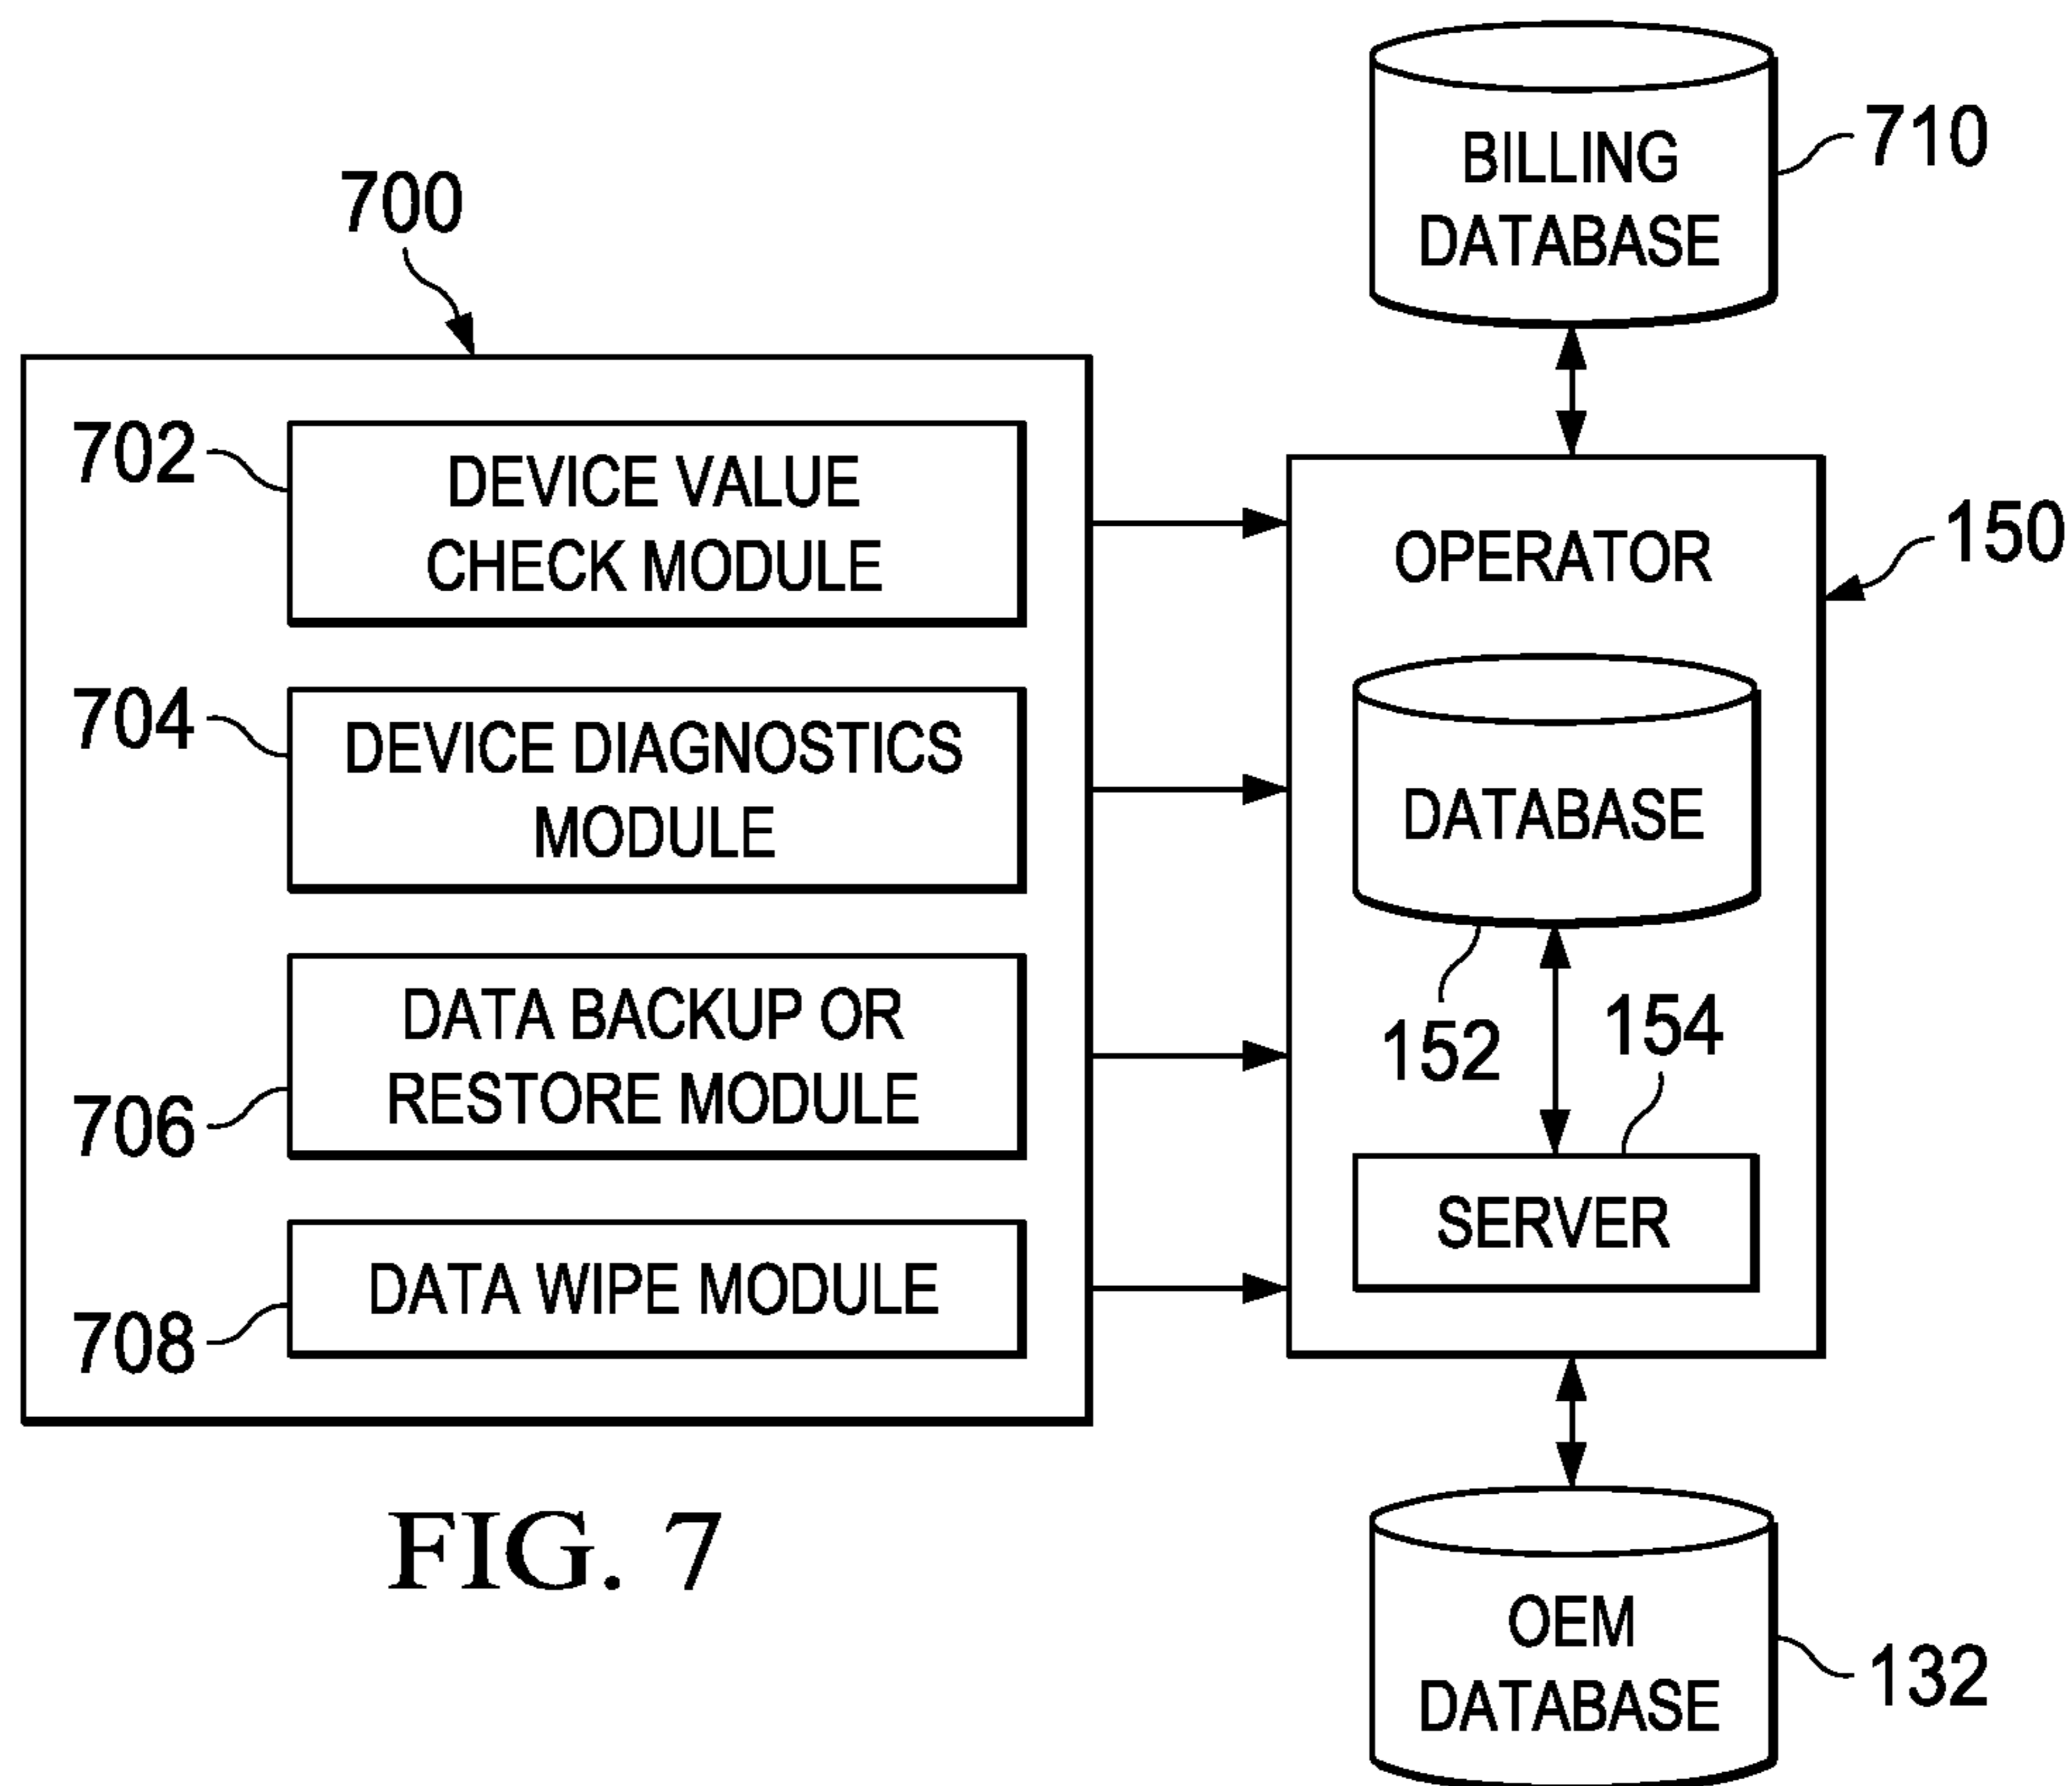 700
702
DEVICE VALUE
CHECK MODULE
704
DEVICE DIAGNOSTICS
MODULE
706
DATA BACKUP OR
RESTORE MODULE
708
DATA WIPE MODULE
BILLING
DATABASE
710
OPERATOR
150
DATABASE
152
154
SERVER
OEM
DATABASE
132
FIG. 7